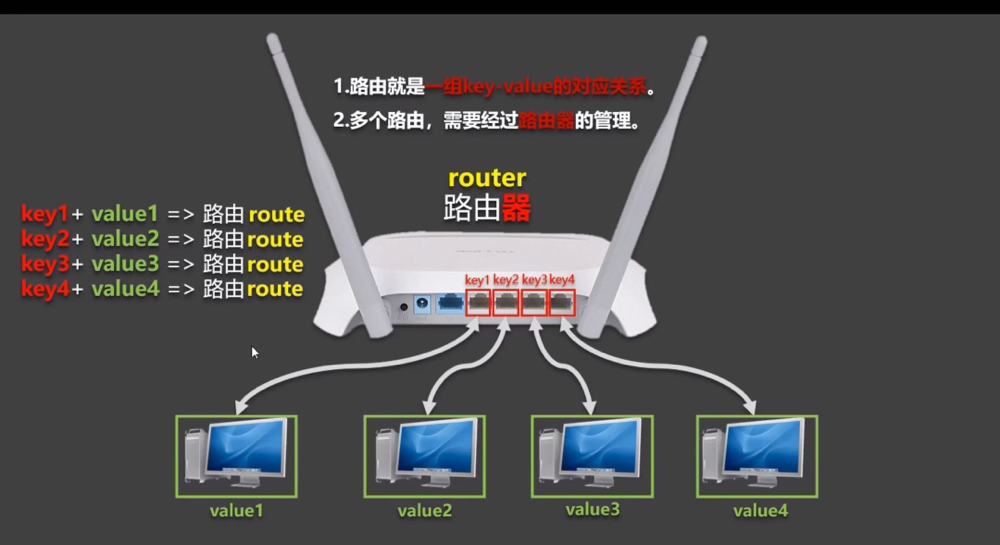 1.路由就是一组key-value的对应关系。
2.多个路由，需要经过路由器的管理。
router
路由器
key1+ value1 => 路由route
key2+ value2 => 路由route
key3+ value3 => 路由route
key4+ value4 => 路由route
key1 key2 key3 key4
value1 value2 value3 value4